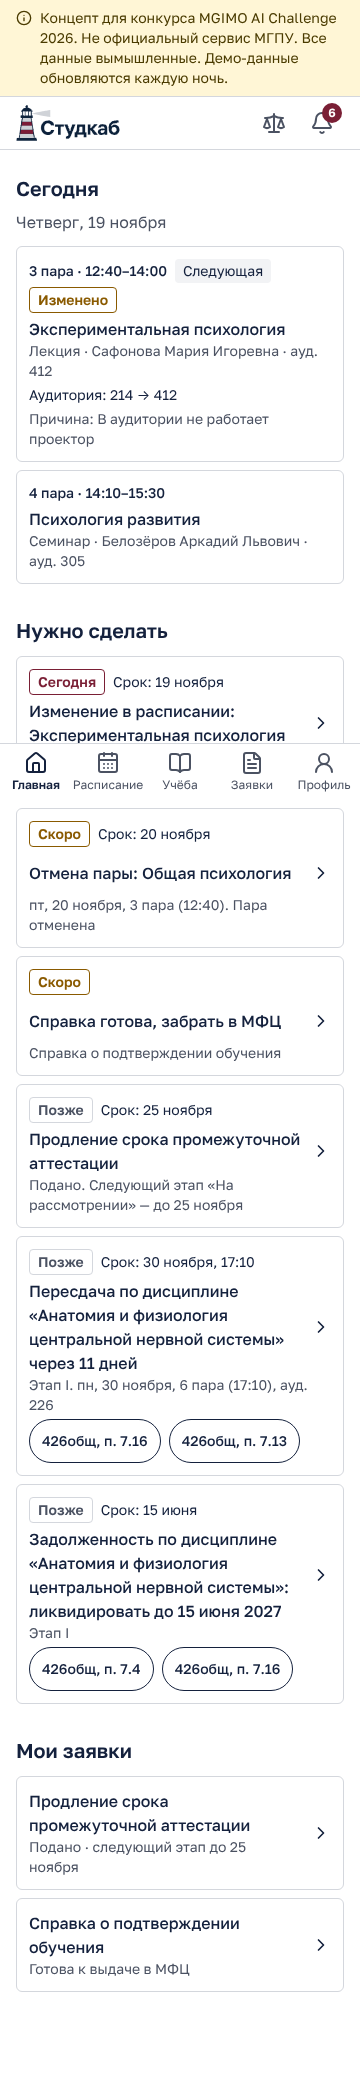 Концепт для конкурса MGIMO AI Challenge
2026. Не официальный сервис МГПУ. Все
данные вымышленные. Демо-данные
обновляются каждую ночь.
Студкаб
6
Сегодня
Четверг, 19 ноября
3 пара · 12:40–14:00 Следующая
Изменено
Экспериментальная психология
Лекция · Сафонова Мария Игоревна · ауд.
412
Аудитория: 214 → 412
Причина: В аудитории не работает
проектор
4 пара · 14:10–15:30
Психология развития
Семинар · Белозёров Аркадий Львович ·
ауд. 305
Нужно сделать
Сегодня Срок: 19 ноября
Изменение в расписании:
Экспериментальная психология
Главная Расписание Учёба Заявки Профиль
Скоро Срок: 20 ноября
Отмена пары: Общая психология
пт, 20 ноября, 3 пара (12:40). Пара
отменена
Скоро
Справка готова, забрать в МФЦ
Справка о подтверждении обучения
Позже Срок: 25 ноября
Продление срока промежуточной
аттестации
Подано. Следующий этап «На
рассмотрении» — до 25 ноября
Позже Срок: 30 ноября, 17:10
Пересдача по дисциплине
«Анатомия и физиология
центральной нервной системы»
через 11 дней
Этап I. пн, 30 ноября, 6 пара (17:10), ауд.
226
426общ, п. 7.16 426общ, п. 7.13
Позже Срок: 15 июня
Задолженность по дисциплине
«Анатомия и физиология
центральной нервной системы»:
ликвидировать до 15 июня 2027
Этап I
426общ, п. 7.4 426общ, п. 7.16
Мои заявки
Продление срока
промежуточной аттестации
Подано · следующий этап до 25
ноября
Справка о подтверждении
обучения
Готова к выдаче в МФЦ